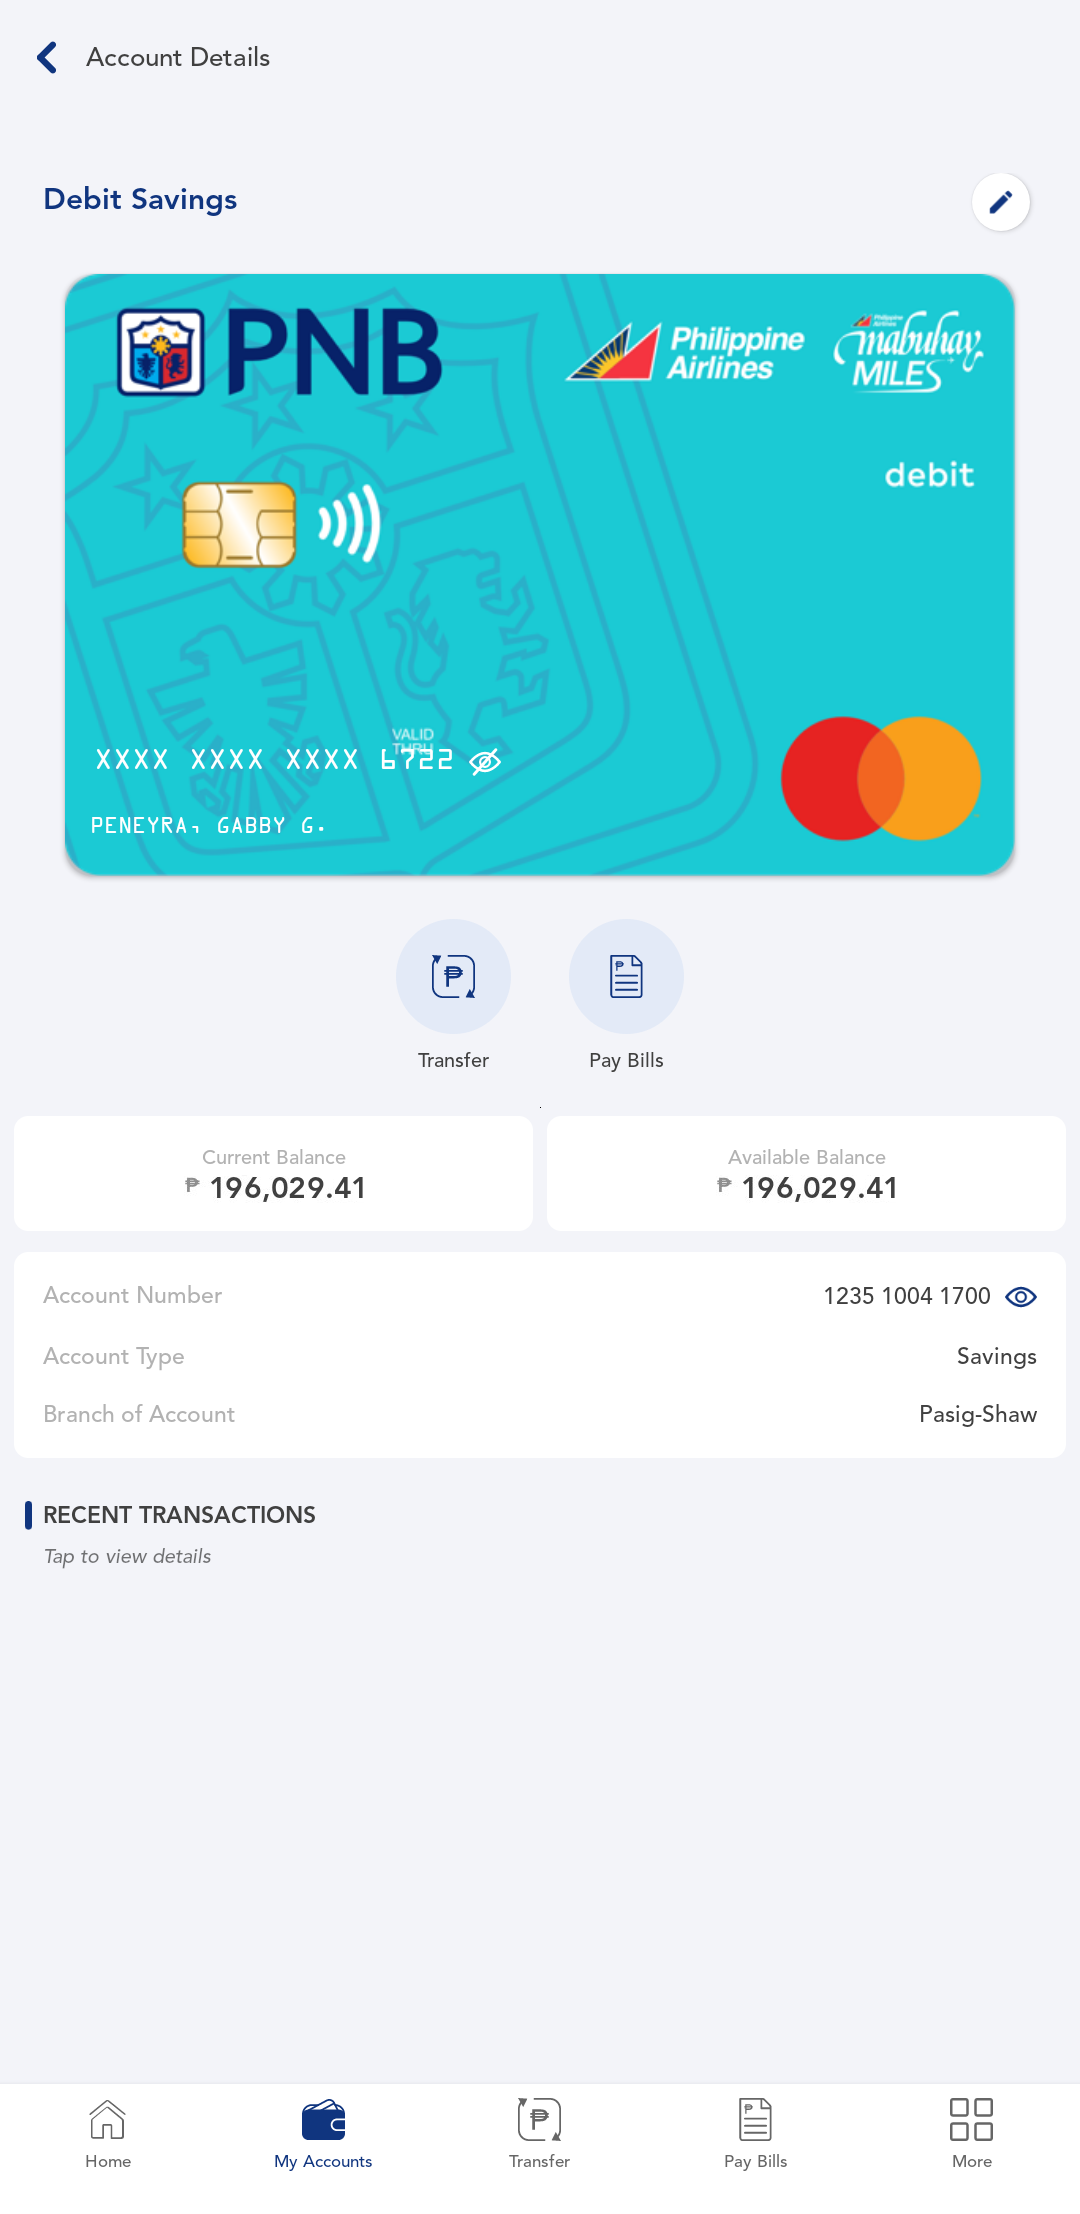 Account Details
Debit Savings
PNB
Philippine Airlines
Philippine Airlines
mabuhay MILES
debit
VALID THRU
XXXX XXXX XXXX 6722
PENEYRA, GABBY G.
Transfer
Pay Bills
Current Balance
₱ 196,029.41
Available Balance
₱ 196,029.41
Account Number
1235 1004 1700
Account Type
Savings
Branch of Account
Pasig-Shaw
RECENT TRANSACTIONS
Tap to view details
Home
My Accounts
Transfer
Pay Bills
More